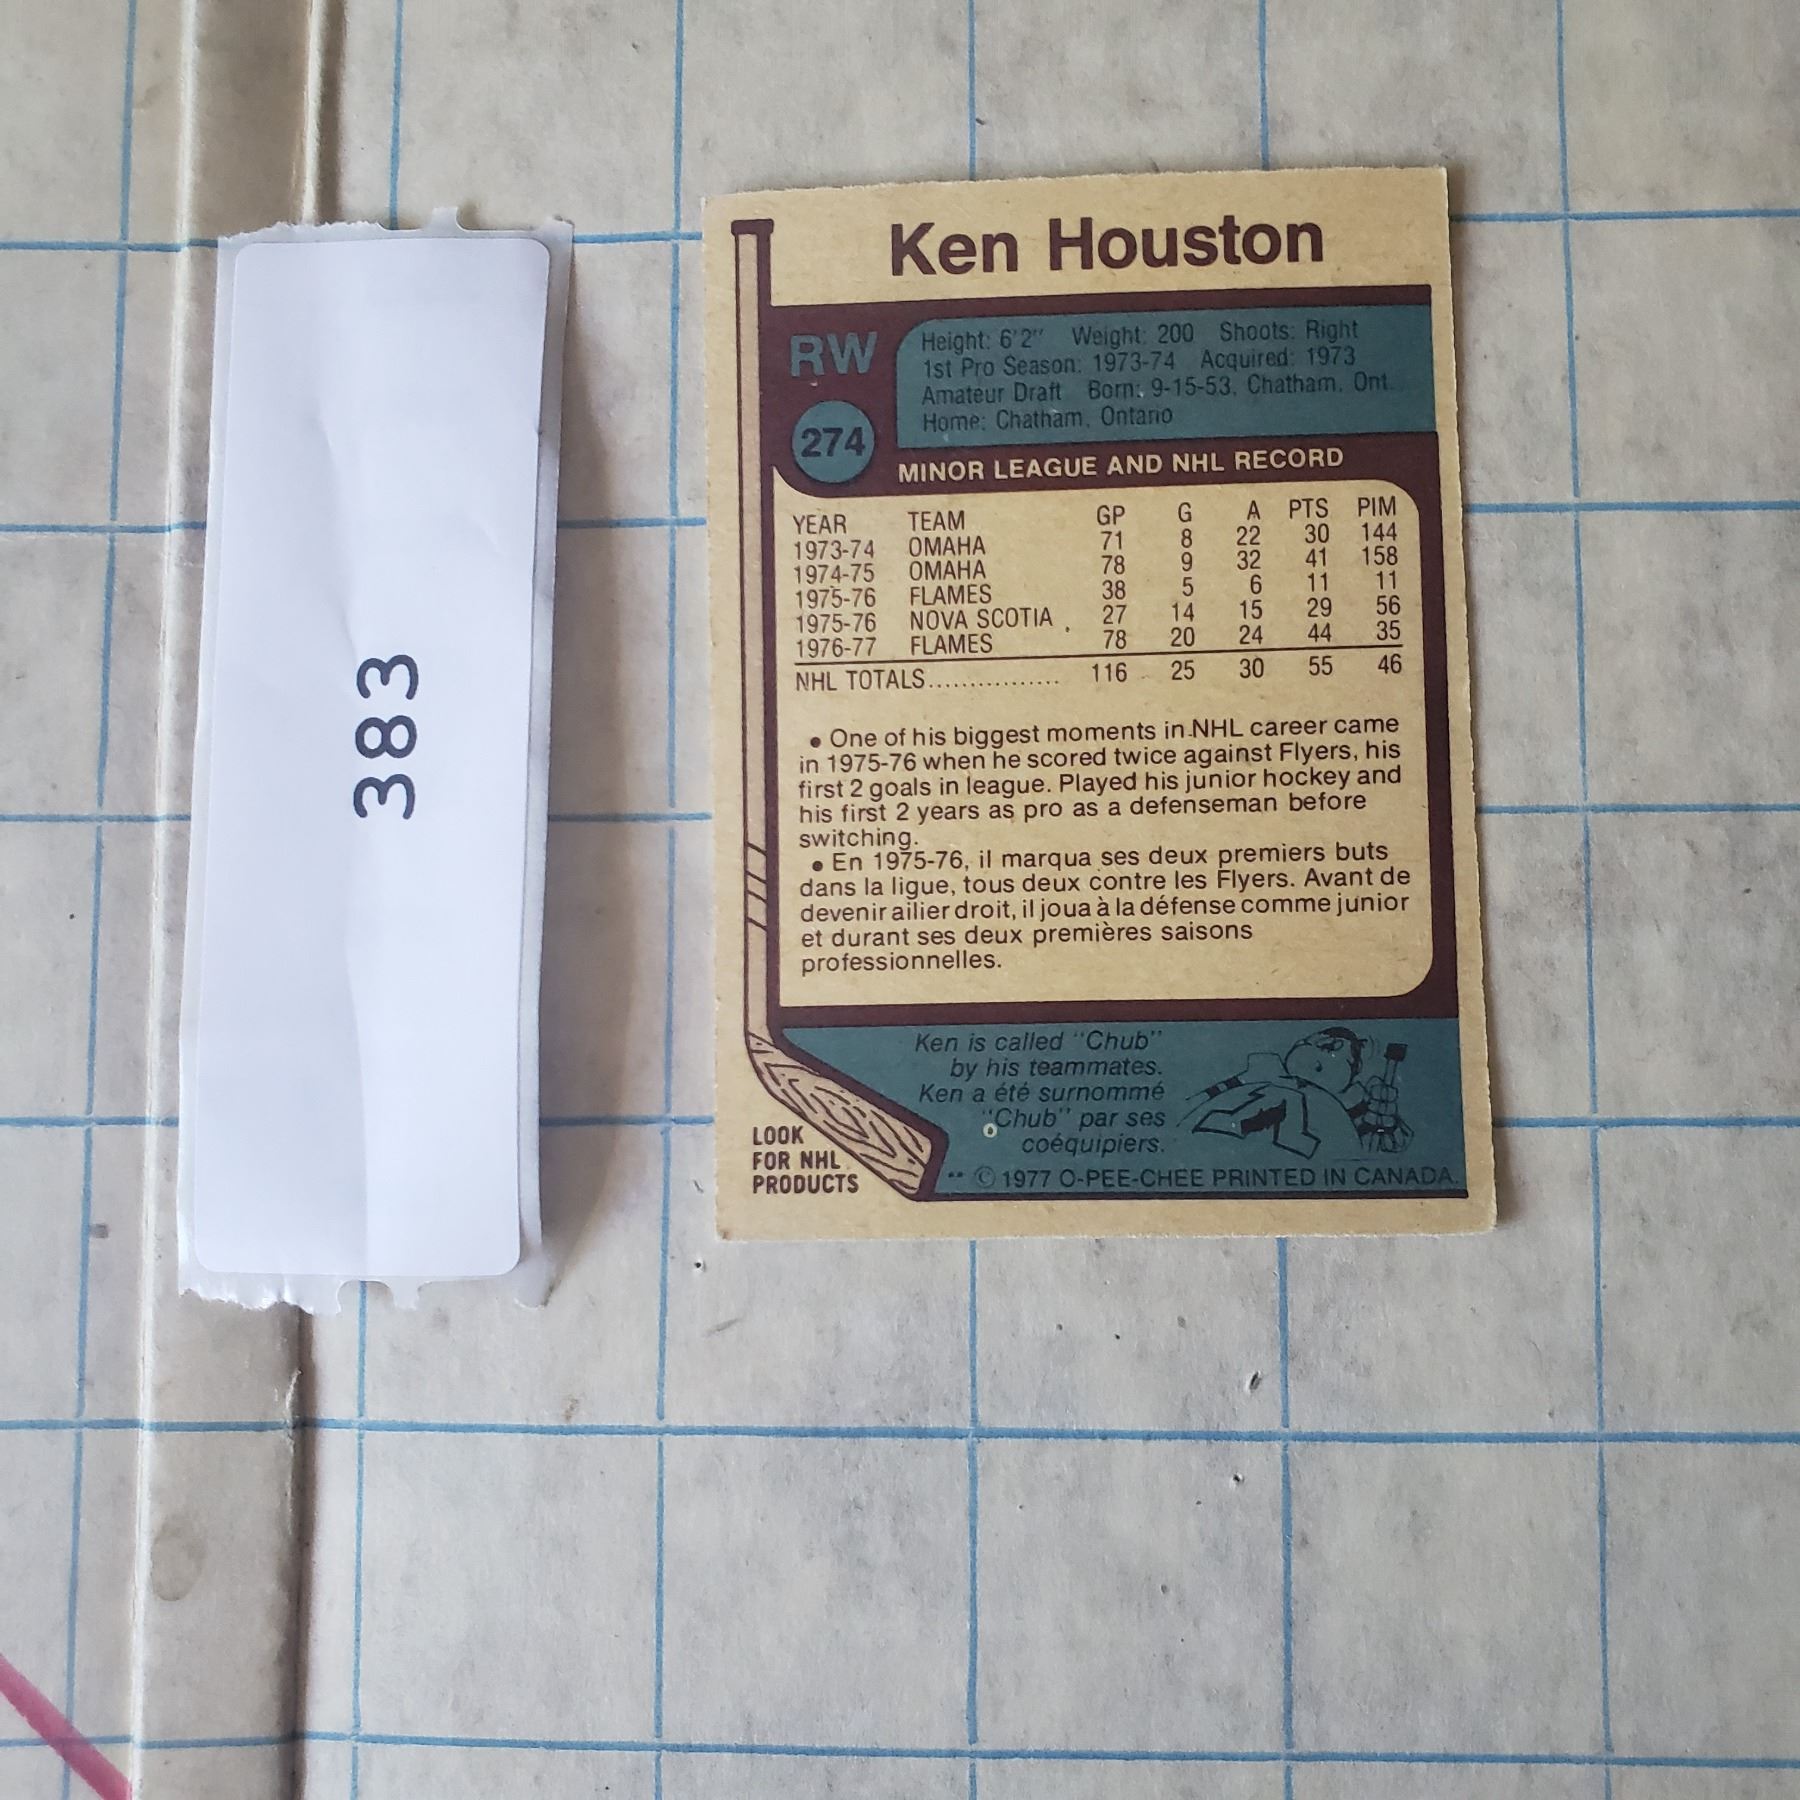 383
Ken Houston
RW
274
Height: 6'2" Weight: 200 Shoots: Right
1st Pro Season: 1973-74 Acquired: 1973
Amateur Draft Born: 9-15-53, Chatham, Ont.
Home: Chatham, Ontario
MINOR LEAGUE AND NHL RECORD
YEAR TEAM GP G A PTS PIM
1973-74 OMAHA 71 8 22 30 144
1974-75 OMAHA 78 9 32 41 158
1975-76 FLAMES 38 5 6 11 11
1975-76 NOVA SCOTIA 27 14 15 29 56
1976-77 FLAMES 78 20 24 44 35
NHL TOTALS................ 116 25 30 55 46
• One of his biggest moments in NHL career came
in 1975-76 when he scored twice against Flyers, his
first 2 goals in league. Played his junior hockey and
his first 2 years as pro as a defenseman before
switching.
• En 1975-76, il marqua ses deux premiers buts
dans la ligue, tous deux contre les Flyers. Avant de
devenir ailier droit, il joua à la défense comme junior
et durant ses deux premières saisons
professionnelles.
Ken is called "Chub"
by his teammates.
Ken a été surnommé
"Chub" par ses
coéquipiers.
LOOK
FOR NHL
PRODUCTS
** © 1977 O-PEE-CHEE PRINTED IN CANADA.